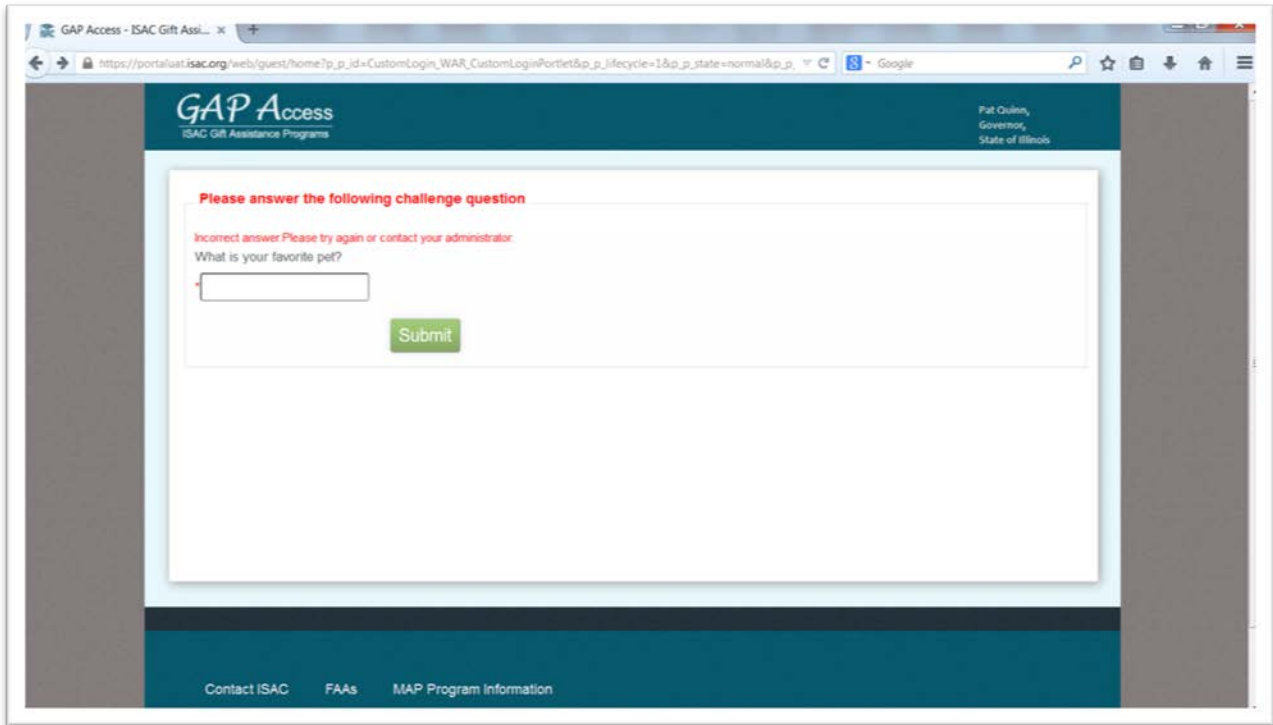 GAP Access - ISAC Gift Assi...
https://portaluat.isac.org/web/guest/home?p_p_id=CustomLogin_WAR_CustomLoginPortlet&p_p_lifecycle=1&p_p_state=normal&p_p_
Google
GAP Access
ISAC Gift Assistance Programs
Pat Quinn,
Governor,
State of Illinois
Please answer the following challenge question
Incorrect answer.Please try again or contact your administrator.
What is your favorite pet?
*
Submit
Contact ISAC FAAs MAP Program Information